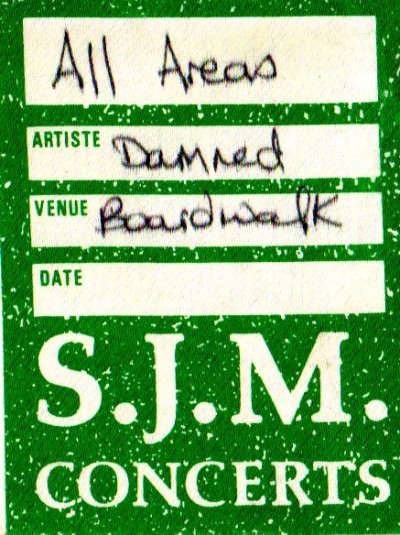 All Areas
ARTISTE Damned
VENUE Boardwalk
DATE
S.J.M.
CONCERTS